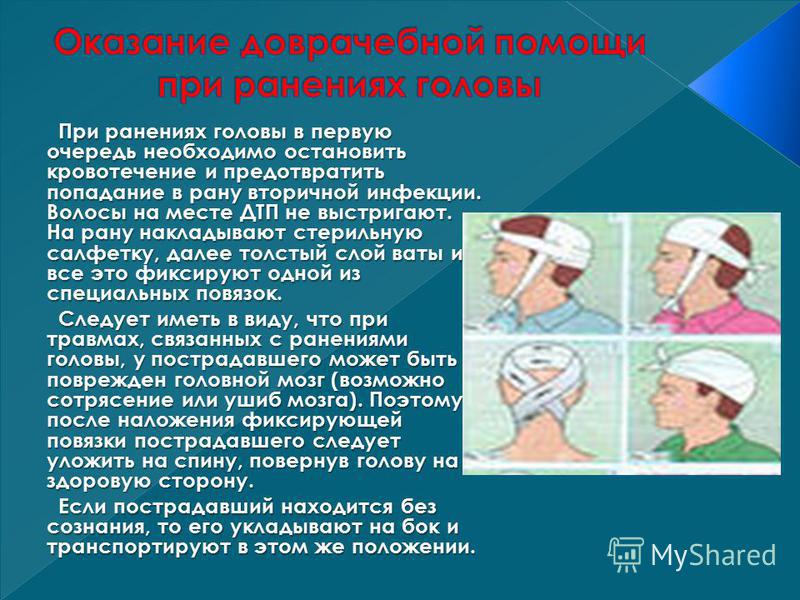 Оказание доврачебной помощи
при ранениях головы
При ранениях головы в первую
очередь необходимо остановить
кровотечение и предотвратить
попадание в рану вторичной инфекции.
Волосы на месте ДТП не выстригают.
На рану накладывают стерильную
салфетку, далее толстый слой ваты и
все это фиксируют одной из
специальных повязок.
Следует иметь в виду, что при
травмах, связанных с ранениями
головы, у пострадавшего может быть
поврежден головной мозг (возможно
сотрясение или ушиб мозга). Поэтому
после наложения фиксирующей
повязки пострадавшего следует
уложить на спину, повернув голову на
здоровую сторону.
Если пострадавший находится без
сознания, то его укладывают на бок и
транспортируют в этом же положении.
MyShared